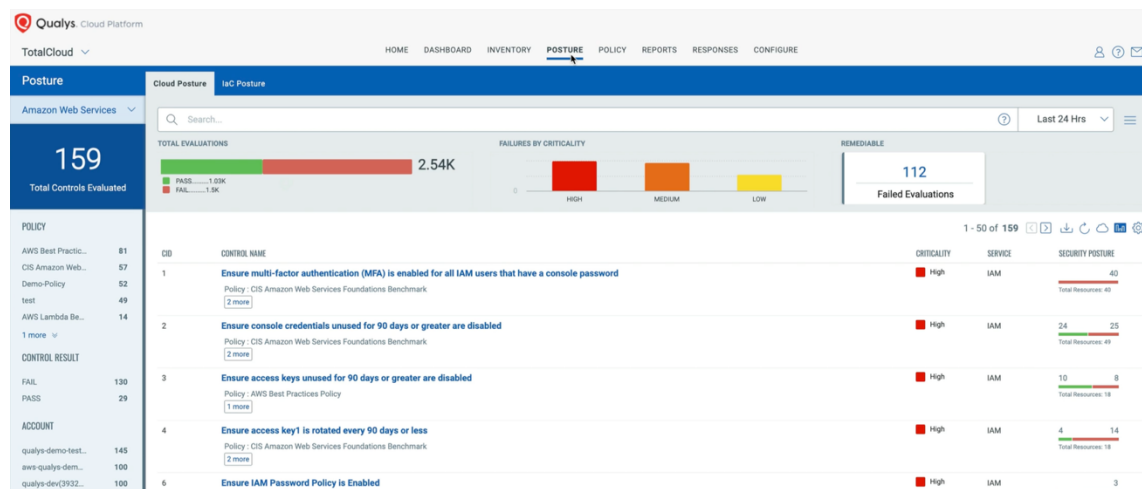 Qualys. Cloud Platform
TotalCloud
HOME DASHBOARD INVENTORY POSTURE POLICY REPORTS RESPONSES CONFIGURE
Posture
Cloud Posture IaC Posture
Amazon Web Services
Search...
Last 24 Hrs
159
Total Controls Evaluated
TOTAL EVALUATIONS
2.54K
PASS.........1.03K
FAIL.........1.5K
FAILURES BY CRITICALITY
0
HIGH MEDIUM LOW
REMEDIABLE
112
Failed Evaluations
1 - 50 of 159
POLICY
AWS Best Practic... 81
CIS Amazon Web... 57
Demo-Policy 52
test 49
AWS Lambda Be... 14
1 more
CONTROL RESULT
FAIL 130
PASS 29
ACCOUNT
qualys-demo-test... 145
aws-qualys-dem... 100
qualys-dev(3932... 100
CID CONTROL NAME CRITICALITY SERVICE SECURITY POSTURE
1 Ensure multi-factor authentication (MFA) is enabled for all IAM users that have a console password High IAM 40
Policy : CIS Amazon Web Services Foundations Benchmark Total Resources: 40
2 more
2 Ensure console credentials unused for 90 days or greater are disabled High IAM 24 25
Policy : CIS Amazon Web Services Foundations Benchmark Total Resources: 49
2 more
3 Ensure access keys unused for 90 days or greater are disabled High IAM 10 8
Policy : AWS Best Practices Policy Total Resources: 18
1 more
4 Ensure access key1 is rotated every 90 days or less High IAM 4 14
Policy : CIS Amazon Web Services Foundations Benchmark Total Resources: 18
2 more
6 Ensure IAM Password Policy is Enabled High IAM 3